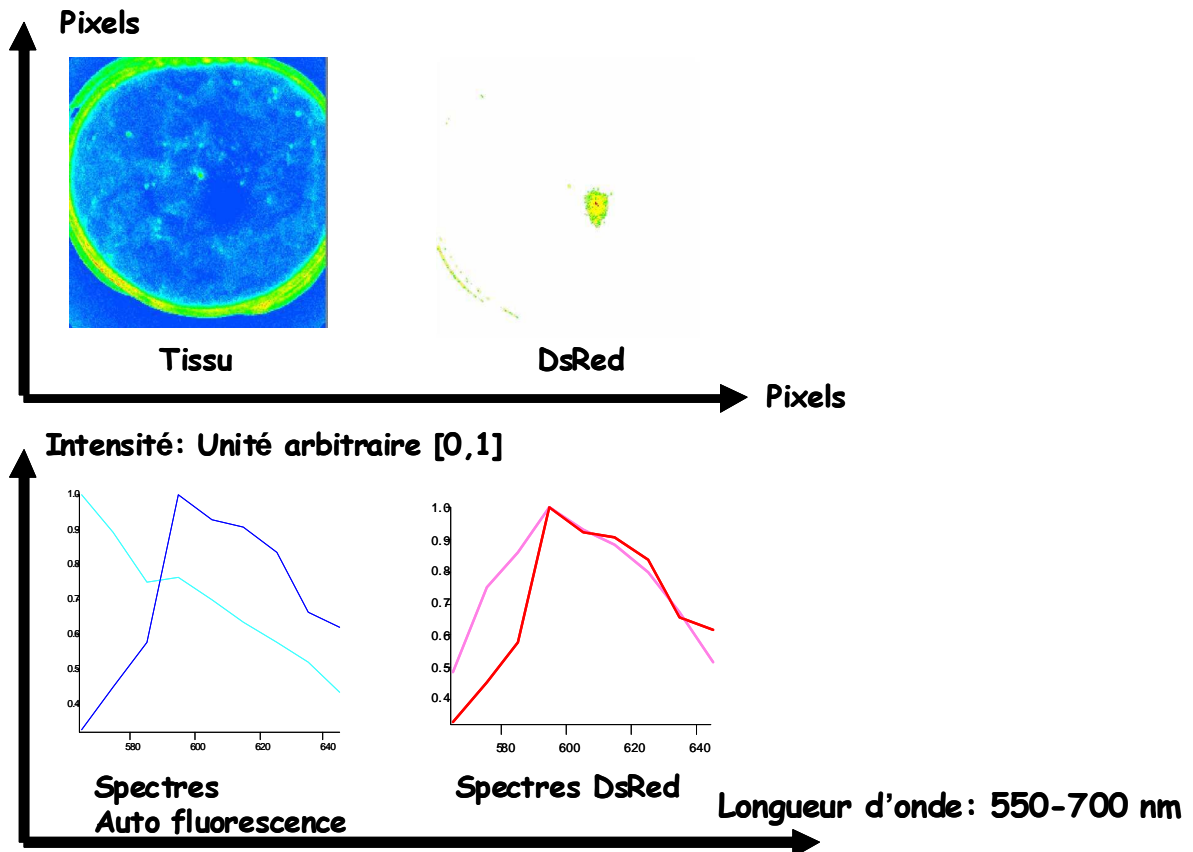 Pixels
Tissu
DsRed
Pixels
Intensité: Unité arbitraire [0,1]
1.0
0.9
0.8
0.7
0.6
0.5
0.4
580 600 620 640
1.0
0.9
0.8
0.7
0.6
0.5
0.4
580 600 620 640
Spectres
Auto fluorescence
Spectres DsRed
Longueur d’onde: 550-700 nm